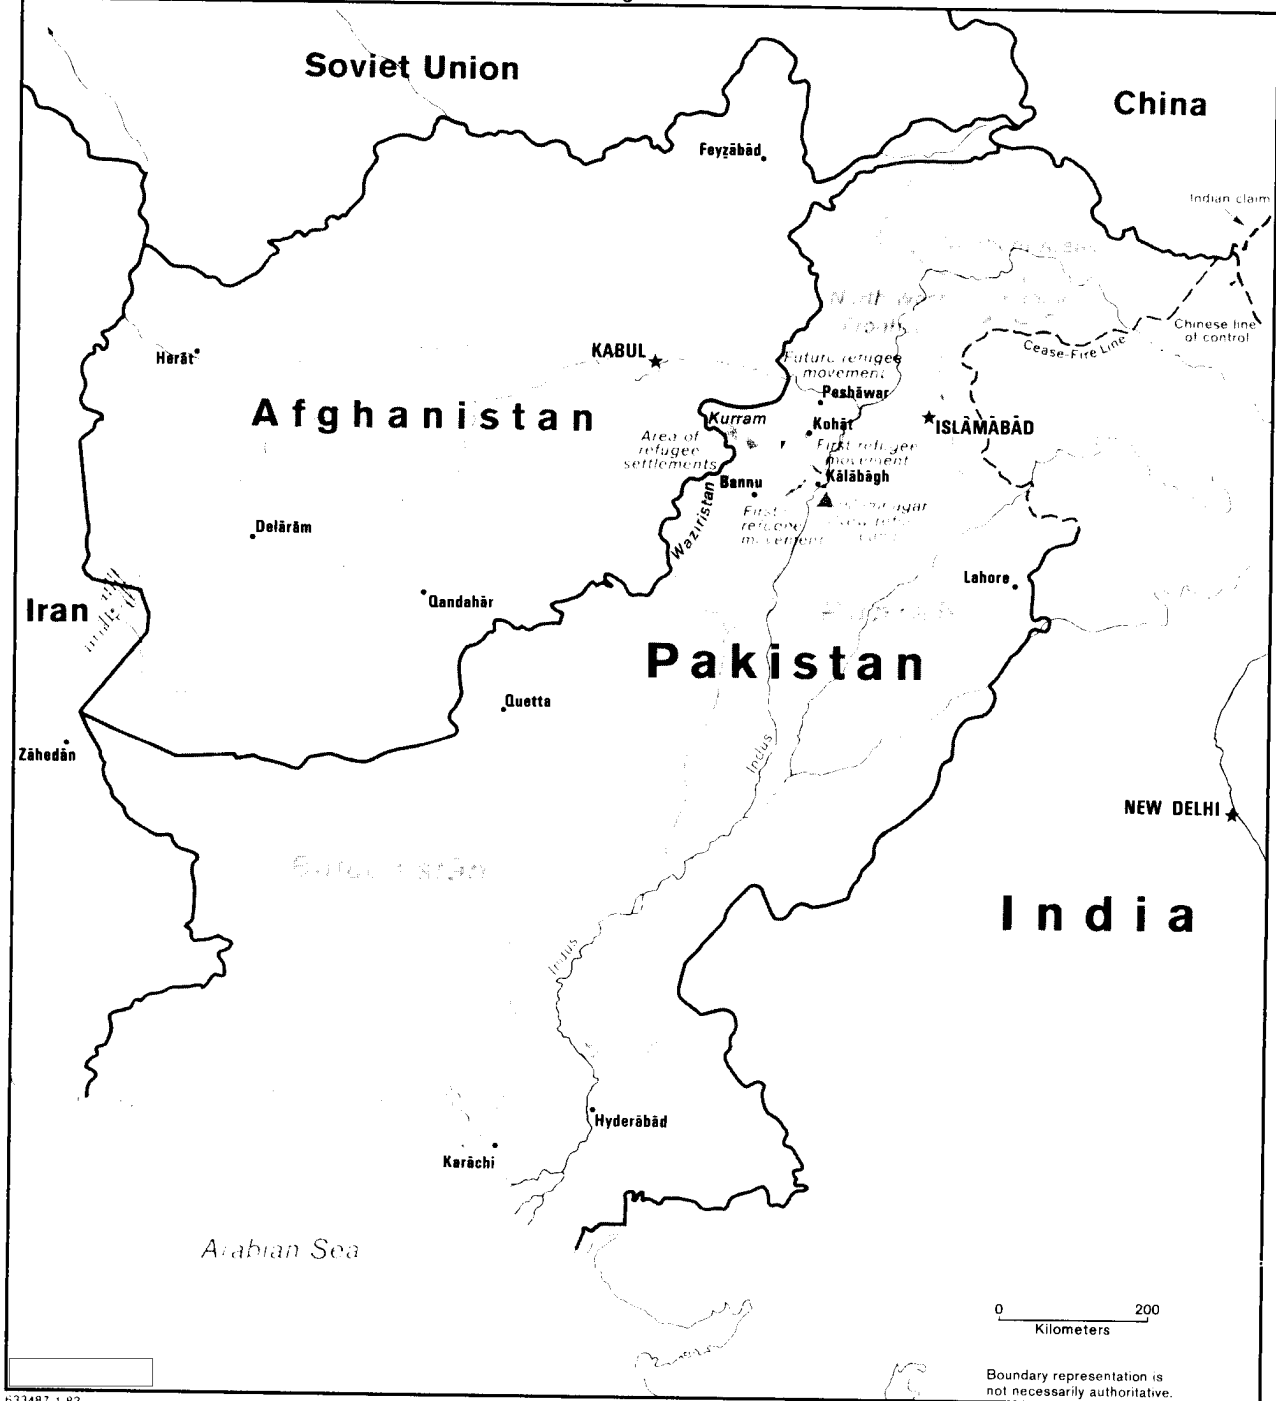 Soviet Union
China
Feyzābād
Indian claim
Chinese line
of control
Cease-Fire Line
Herāt
KABUL
Future refugee
movement
Peshāwar
Afghanistan
Kurram
Kohāt
ISLĀMĀBĀD
Area of
refugee
settlements
First refugee
movement
Bannu
Kālābāgh
Waziristan
First
movement
Delārām
Lahore
Iran
Qandahār
Pakistan
Quetta
Indus
Zāhedān
NEW DELHI
India
Indus
Hyderābād
Karāchi
Arabian Sea
0 200
Kilometers
Boundary representation is
not necessarily authoritative.